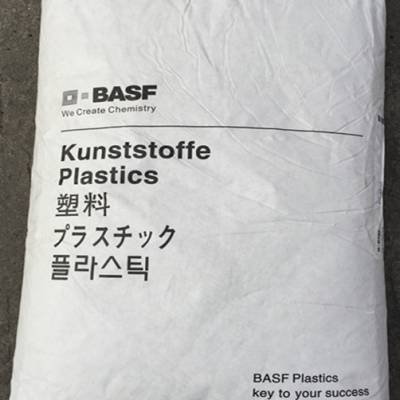 BASF
We Create Chemistry
Kunststoffe
Plastics
塑料
プラスチック
플라스틱
BASF Plastics
key to your success